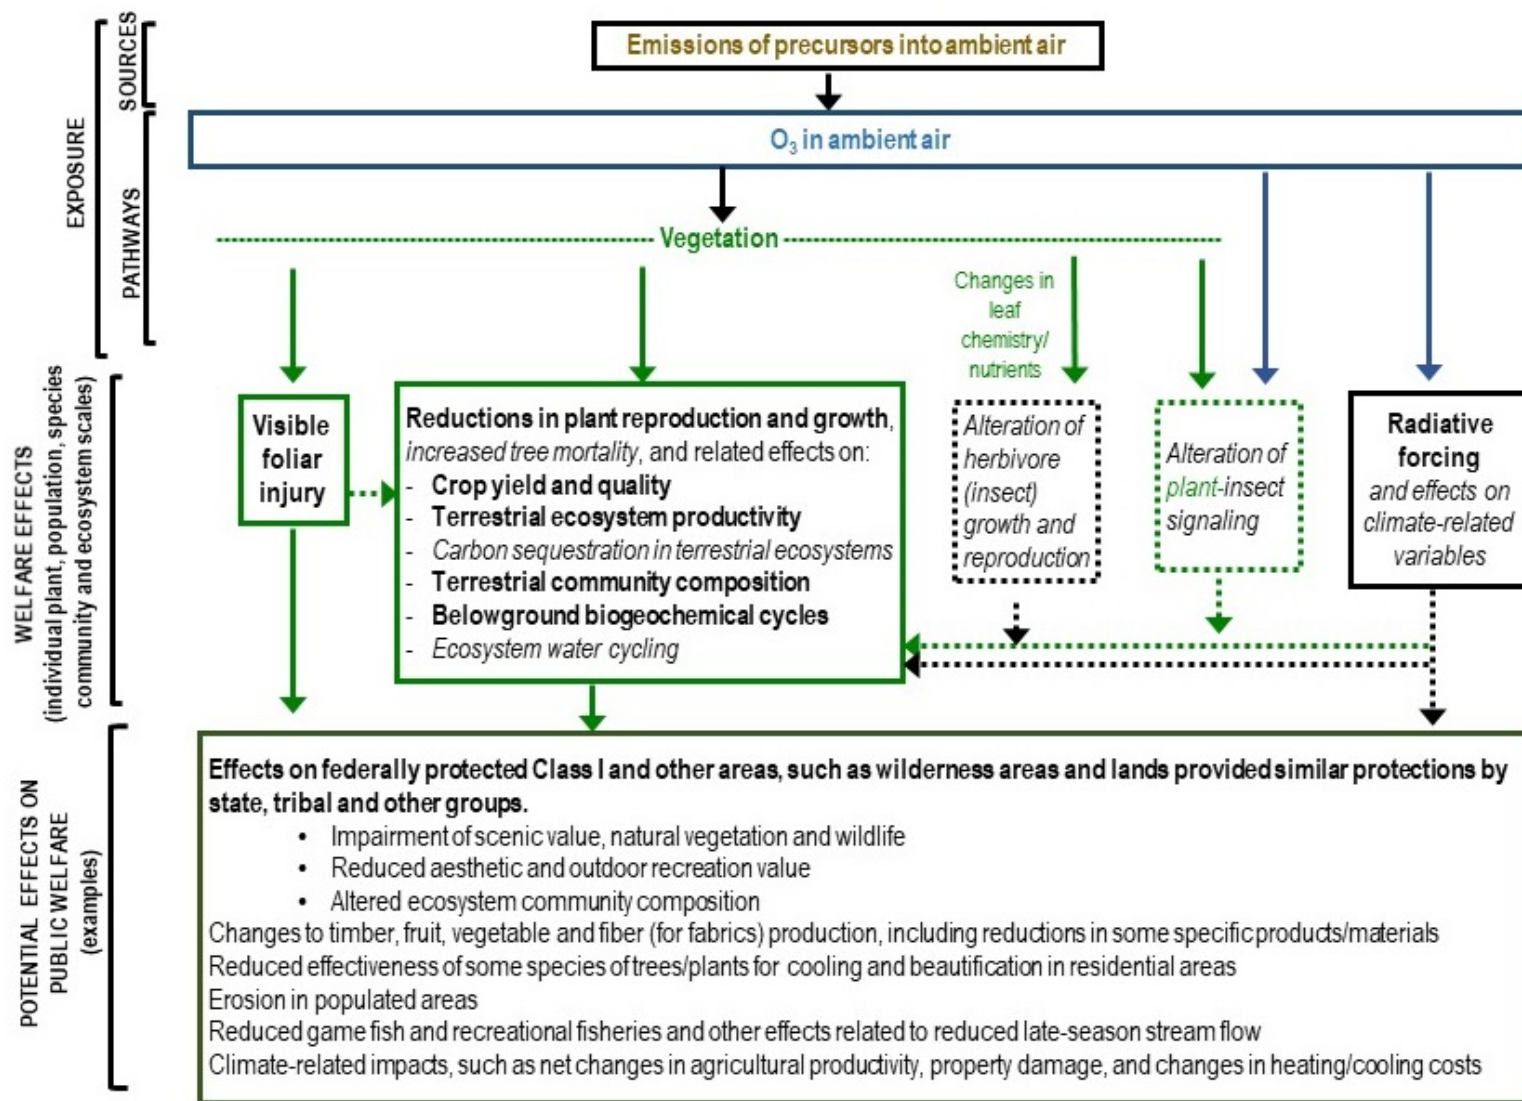 SOURCES
EXPOSURE
PATHWAYS
Emissions of precursors into ambient air
O₃ in ambient air
Vegetation
Changes in
leaf
chemistry/
nutrients
WELFARE EFFECTS
(individual plant, population, species
community and ecosystem scales)
Visible
foliar
injury
Reductions in plant reproduction and growth,
increased tree mortality, and related effects on:
- Crop yield and quality
- Terrestrial ecosystem productivity
- Carbon sequestration in terrestrial ecosystems
- Terrestrial community composition
- Belowground biogeochemical cycles
- Ecosystem water cycling
Alteration of
herbivore
(insect)
growth and
reproduction
Alteration of
plant-insect
signaling
Radiative
forcing
and effects on
climate-related
variables
POTENTIAL EFFECTS ON
PUBLIC WELFARE
(examples)
Effects on federally protected Class I and other areas, such as wilderness areas and lands provided similar protections by
state, tribal and other groups.
• Impairment of scenic value, natural vegetation and wildlife
• Reduced aesthetic and outdoor recreation value
• Altered ecosystem community composition
Changes to timber, fruit, vegetable and fiber (for fabrics) production, including reductions in some specific products/materials
Reduced effectiveness of some species of trees/plants for cooling and beautification in residential areas
Erosion in populated areas
Reduced game fish and recreational fisheries and other effects related to reduced late-season stream flow
Climate-related impacts, such as net changes in agricultural productivity, property damage, and changes in heating/cooling costs